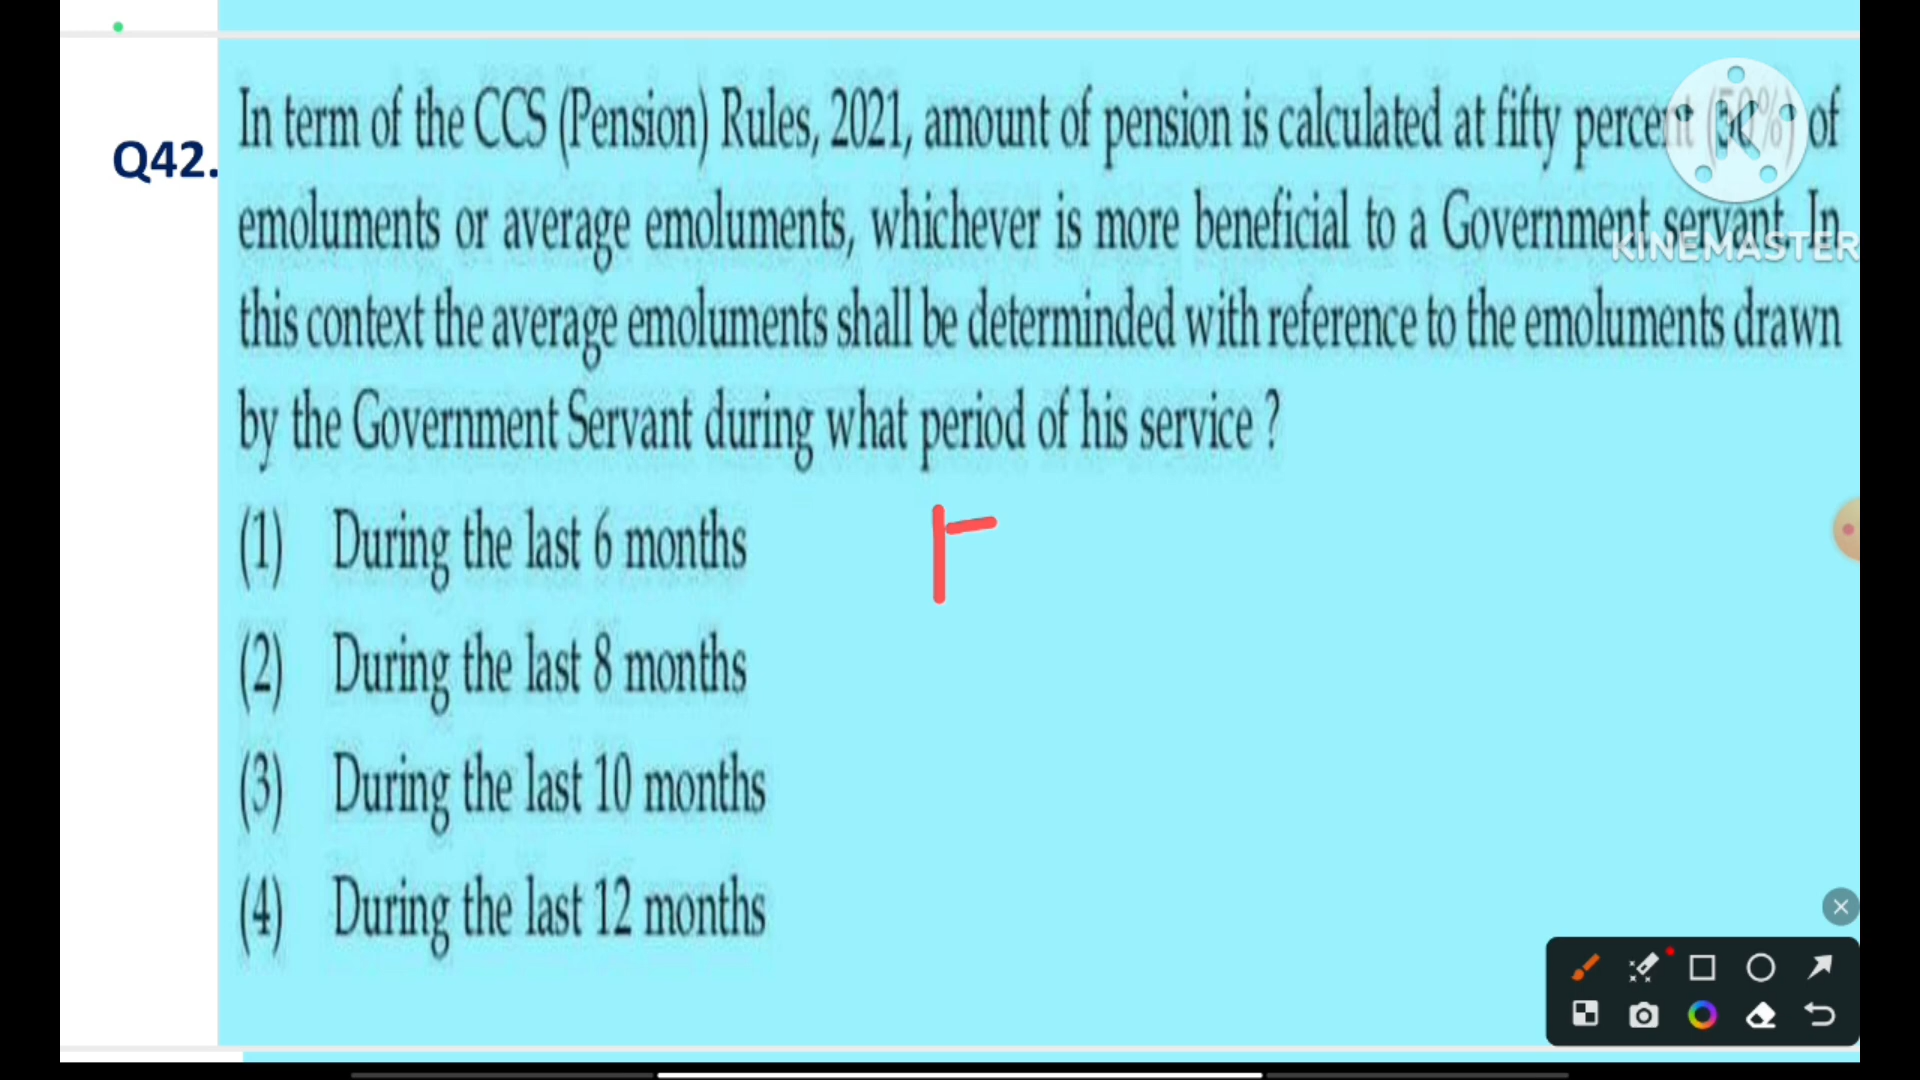 Q42.
In term of the CCS (Pension) Rules, 2021, amount of pension is calculated at fifty percent (50%) of
emoluments or average emoluments, whichever is more beneficial to a Government servant. In
this context the average emoluments shall be determinded with reference to the emoluments drawn
by the Government Servant during what period of his service ?
(1) During the last 6 months
(2) During the last 8 months
(3) During the last 10 months
(4) During the last 12 months
K
KINEMASTER